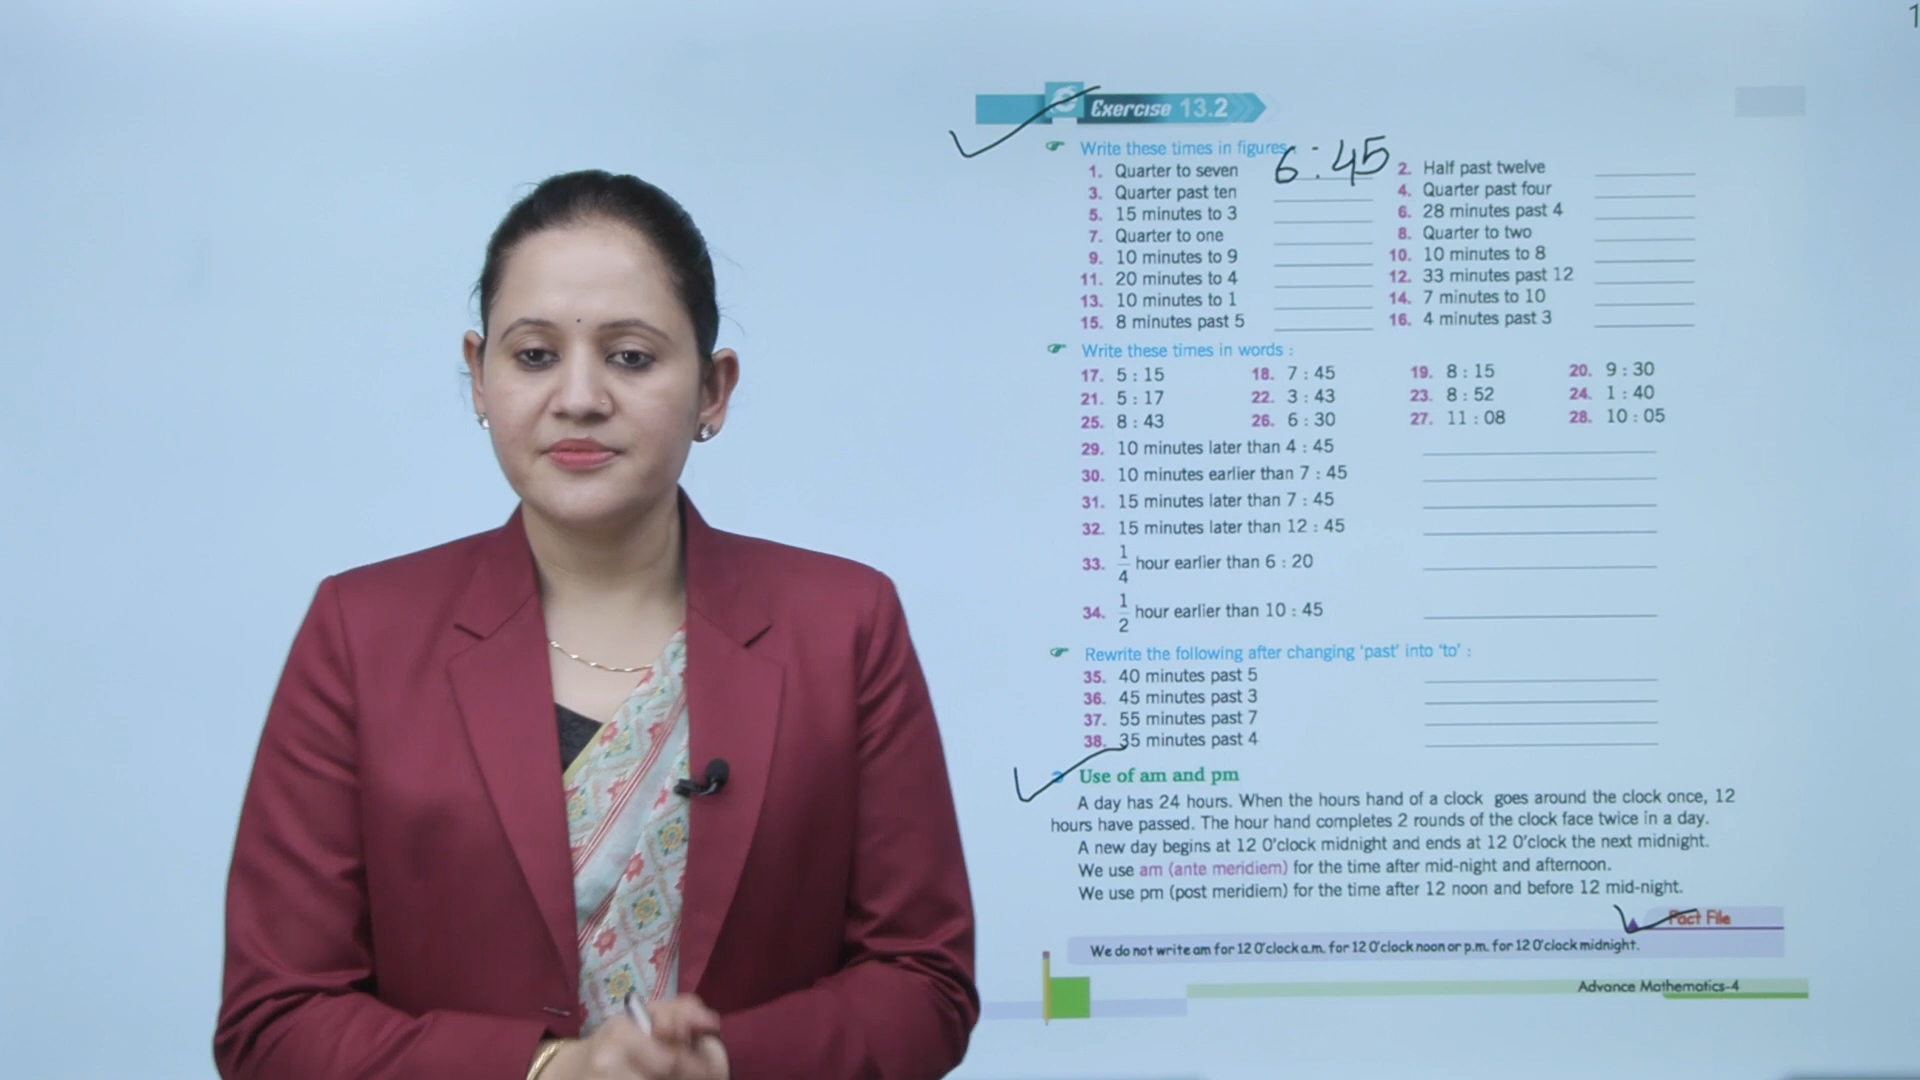 1
Exercise 13.2
Write these times in figures
1. Quarter to seven 6:45 2. Half past twelve
3. Quarter past ten 4. Quarter past four
5. 15 minutes to 3 6. 28 minutes past 4
7. Quarter to one 8. Quarter to two
9. 10 minutes to 9 10. 10 minutes to 8
11. 20 minutes to 4 12. 33 minutes past 12
13. 10 minutes to 1 14. 7 minutes to 10
15. 8 minutes past 5 16. 4 minutes past 3
Write these times in words :
17. 5 : 15 18. 7 : 45 19. 8 : 15 20. 9 : 30
21. 5 : 17 22. 3 : 43 23. 8 : 52 24. 1 : 40
25. 8 : 43 26. 6 : 30 27. 11 : 08 28. 10 : 05
29. 10 minutes later than 4 : 45
30. 10 minutes earlier than 7 : 45
31. 15 minutes later than 7 : 45
32. 15 minutes later than 12 : 45
33. 1/4 hour earlier than 6 : 20
34. 1/2 hour earlier than 10 : 45
Rewrite the following after changing 'past' into 'to' :
35. 40 minutes past 5
36. 45 minutes past 3
37. 55 minutes past 7
38. 35 minutes past 4
Use of am and pm
A day has 24 hours. When the hours hand of a clock goes around the clock once, 12
hours have passed. The hour hand completes 2 rounds of the clock face twice in a day.
A new day begins at 12 O'clock midnight and ends at 12 O'clock the next midnight.
We use am (ante meridiem) for the time after mid-night and afternoon.
We use pm (post meridiem) for the time after 12 noon and before 12 mid-night.
Fact File
We do not write am for 12 O'clock a.m. for 12 O'clock noon or p.m. for 12 O'clock midnight.
Advance Mathematics-4